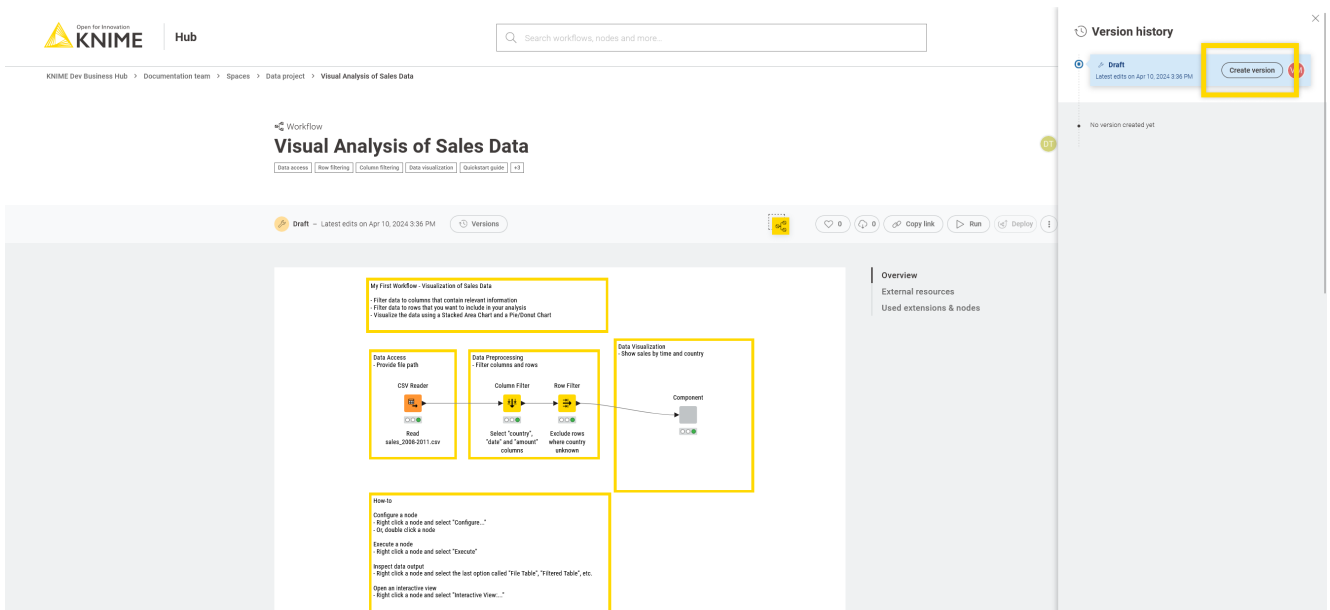 Open for Innovation
KNIME
Hub
Search workflows, nodes and more...
KNIME Dev Business Hub > Documentation team > Spaces > Data project > Visual Analysis of Sales Data
Workflow
Visual Analysis of Sales Data
Data access Row filtering Column filtering Data visualization Quickstart guide +3
DT
Draft – Latest edits on Apr 10, 2024 3:36 PM
Versions
0
0
Copy link
Run
Deploy
My First Workflow - Visualization of Sales Data
- Filter data to columns that contain relevant information
- Filter data to rows that you want to include in your analysis
- Visualize the data using a Stacked Area Chart and a Pie/Donut Chart
Data Access
- Provide file path
CSV Reader
Read
sales_2008-2011.csv
Data Preprocessing
- Filter columns and rows
Column Filter
Select "country",
"date" and "amount"
columns
Row Filter
Exclude rows
where country
unknown
Data Visualization
- Show sales by time and country
Component
How-to
Configure a node
- Right click a node and select "Configure..."
- Or, double click a node
Execute a node
- Right click a node and select "Execute"
Inspect data output
- Right click a node and select the last option called "File Table", "Filtered Table", etc.
Open an interactive view
- Right click a node and select "Interactive View:..."
Overview
External resources
Used extensions & nodes
Version history
Draft
Latest edits on Apr 10, 2024 3:36 PM
Create version
No version created yet